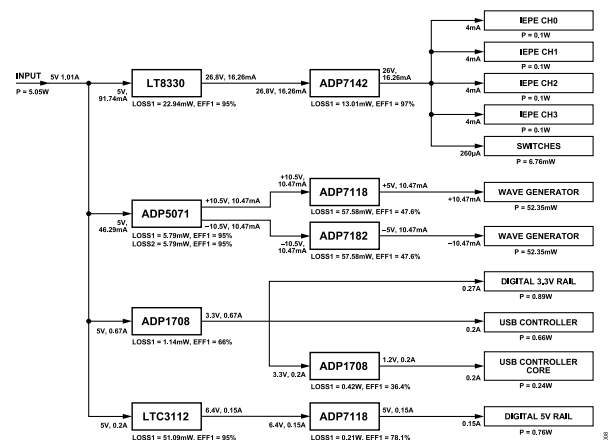 INPUT
5V 1.01A
P = 5.05W
5V,
91.74mA
LT8330
LOSS1 = 22.94mW, EFF1 = 95%
26.8V, 16.26mA
26.8V, 16.26mA
ADP7142
LOSS1 = 13.01mW, EFF1 = 97%
26V,
16.26mA
4mA
IEPE CH0
P = 0.1W
4mA
IEPE CH1
P = 0.1W
4mA
IEPE CH2
P = 0.1W
4mA
IEPE CH3
P = 0.1W
260µA
SWITCHES
P = 6.76mW
5V,
46.29mA
ADP5071
LOSS1 = 5.79mW, EFF1 = 95%
LOSS2 = 5.79mW, EFF1 = 95%
+10.5V, 10.47mA
–10.5V, 10.47mA
+10.5V,
10.47mA
ADP7118
LOSS1 = 57.58mW, EFF1 = 47.6%
+5V, 10.47mA
+10.47mA
WAVE GENERATOR
P = 52.35mW
–10.5V,
10.47mA
ADP7182
LOSS1 = 57.58mW, EFF1 = 47.6%
–5V, 10.47mA
–10.47mA
WAVE GENERATOR
P = 52.35mW
5V, 0.67A
ADP1708
LOSS1 = 1.14mW, EFF1 = 66%
3.3V, 0.67A
0.27A
DIGITAL 3.3V RAIL
P = 0.89W
0.2A
USB CONTROLLER
P = 0.66W
3.3V, 0.2A
ADP1708
LOSS1 = 0.42W, EFF1 = 36.4%
1.2V, 0.2A
0.2A
USB CONTROLLER
CORE
P = 0.24W
5V, 0.2A
LTC3112
LOSS1 = 51.09mW, EFF1 = 95%
6.4V, 0.15A
6.4V, 0.15A
ADP7118
LOSS1 = 0.21W, EFF1 = 78.1%
5V, 0.15A
0.15A
DIGITAL 5V RAIL
P = 0.76W